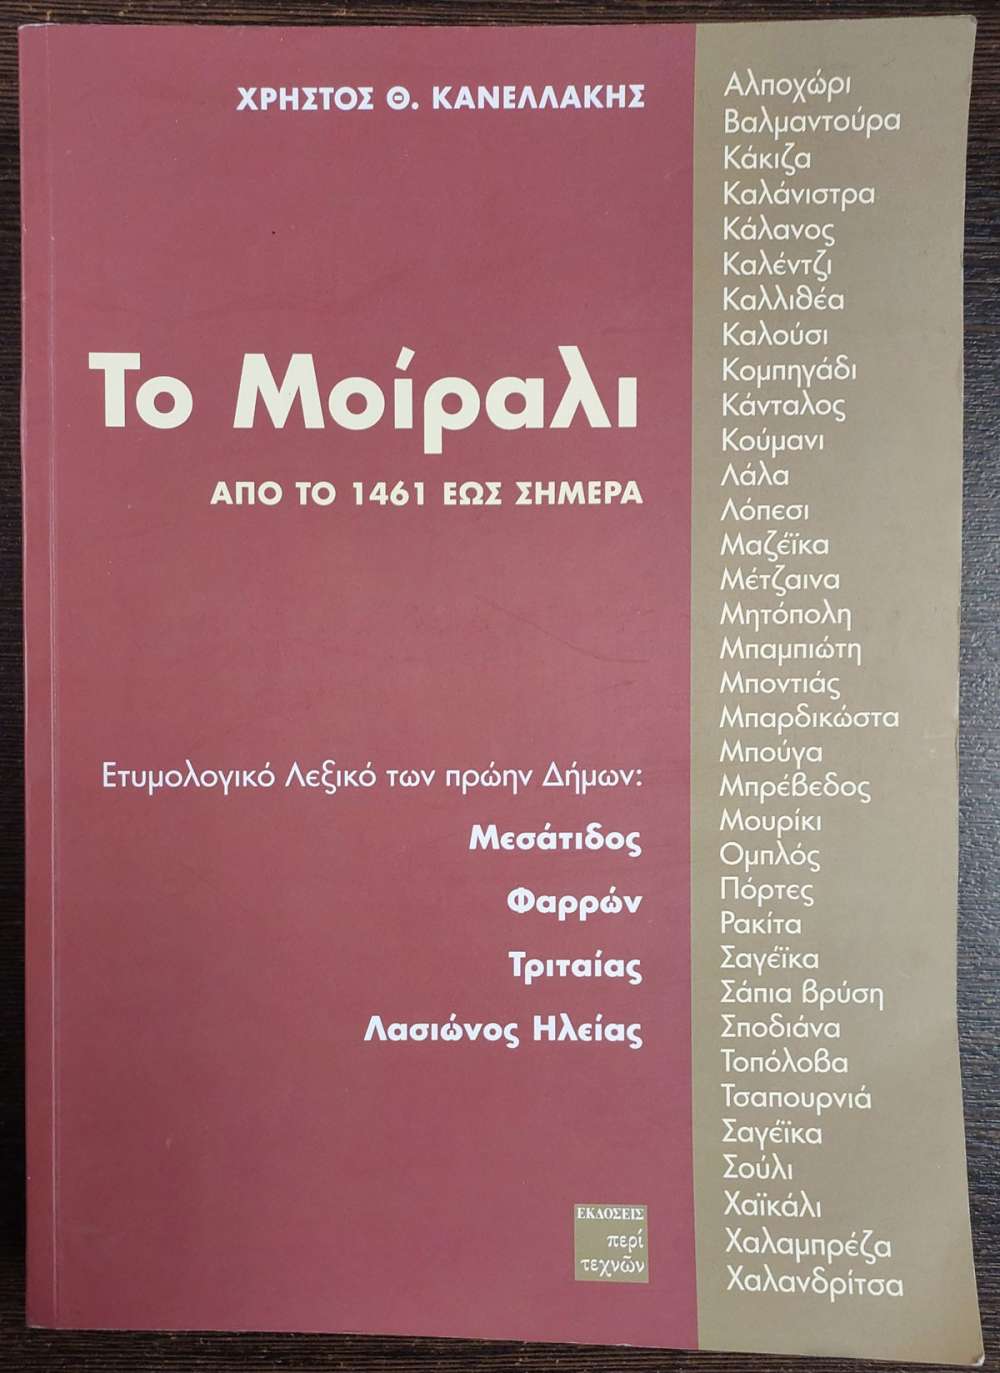 ΧΡΗΣΤΟΣ Θ. ΚΑΝΕΛΛΑΚΗΣ
Το Μοίραλι
ΑΠΟ ΤΟ 1461 ΕΩΣ ΣΗΜΕΡΑ
Ετυμολογικό Λεξικό των πρώην Δήμων:
Μεσάτιδος
Φαρρών
Τριταίας
Λασιώνος Ηλείας
ΕΚΔΟΣΕΙΣ
περί
τεχνῶν
Αλποχώρι
Βαλμαντούρα
Κάκιζα
Καλάνιστρα
Κάλανος
Καλέντζι
Καλλιθέα
Καλούσι
Κομπηγάδι
Κάνταλος
Κούμανι
Λάλα
Λόπεσι
Μαζέϊκα
Μέτζαινα
Μητόπολη
Μπαμπιώτη
Μποντιάς
Μπαρδικώστα
Μπούγα
Μπρέβεδος
Μουρίκι
Ομπλός
Πόρτες
Ρακίτα
Σαγέϊκα
Σάπια βρύση
Σποδιάνα
Τοπόλοβα
Τσαπουρνιά
Σαγέϊκα
Σούλι
Χαϊκάλι
Χαλαμπρέζα
Χαλανδρίτσα